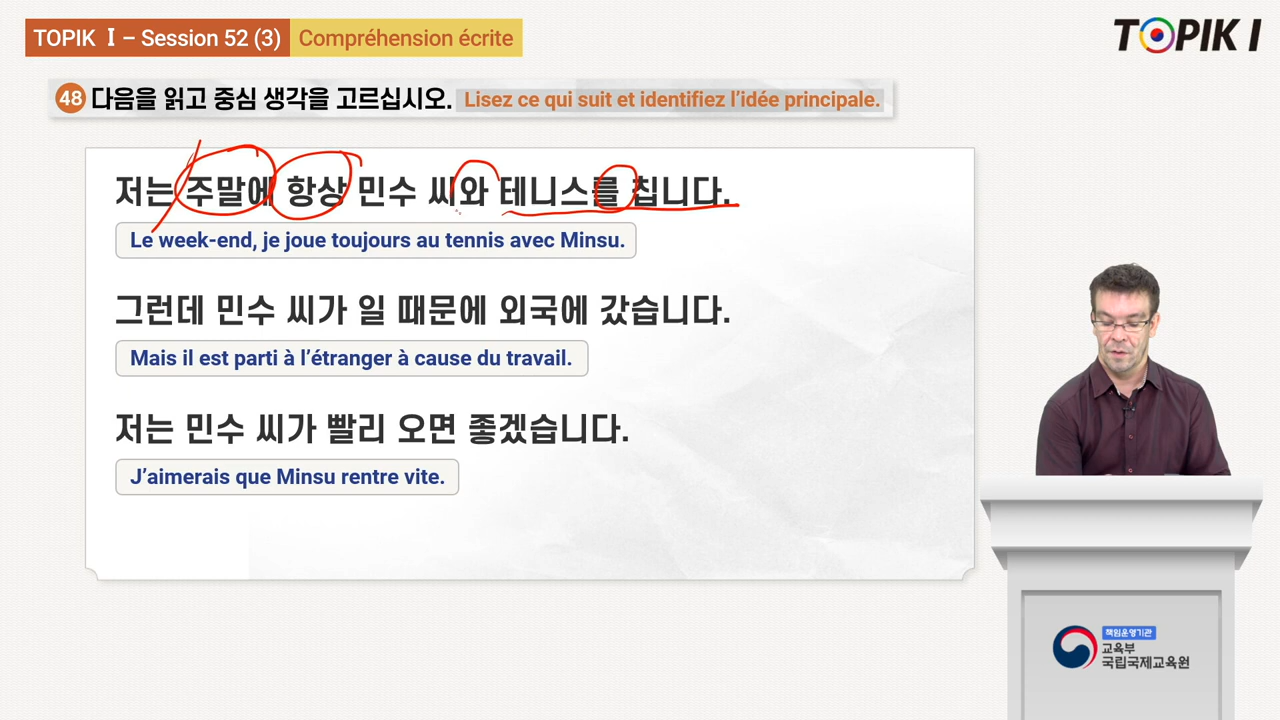 TOPIK Ⅰ – Session 52 (3) Compréhension écrite
TOPIK I
48 다음을 읽고 중심 생각을 고르십시오. Lisez ce qui suit et identifiez l’idée principale.
저는 주말에 항상 민수 씨와 테니스를 칩니다.
Le week-end, je joue toujours au tennis avec Minsu.
그런데 민수 씨가 일 때문에 외국에 갔습니다.
Mais il est parti à l’étranger à cause du travail.
저는 민수 씨가 빨리 오면 좋겠습니다.
J’aimerais que Minsu rentre vite.
책임운영기관
교육부
국립국제교육원